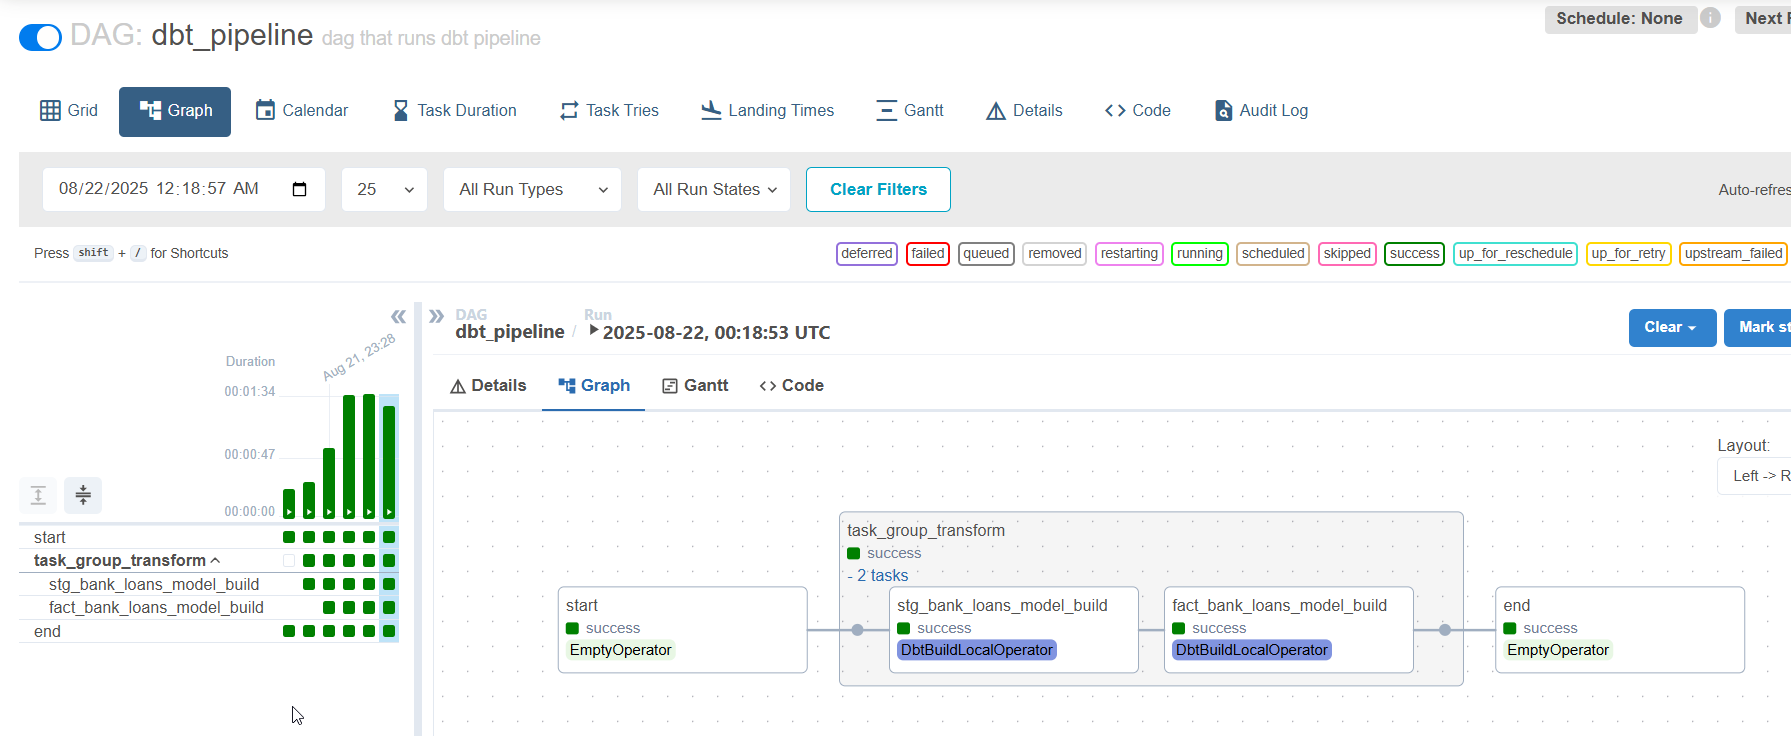 DAG: dbt_pipeline dag that runs dbt pipeline
Schedule: None
i
Next
Grid
Graph
Calendar
Task Duration
Task Tries
Landing Times
Gantt
Details
Code
Audit Log
08/22/2025 12:18:57 AM
25
All Run Types
All Run States
Clear Filters
Auto-refres
Press shift + / for Shortcuts
deferred
failed
queued
removed
restarting
running
scheduled
skipped
success
up_for_reschedule
up_for_retry
upstream_failed
DAG
dbt_pipeline
/
Run
2025-08-22, 00:18:53 UTC
Clear
Mark st
Details
Graph
Gantt
Code
Duration
Aug 21, 23:28
00:01:34
00:00:47
00:00:00
start
task_group_transform
stg_bank_loans_model_build
fact_bank_loans_model_build
end
Layout:
Left -> R
task_group_transform
success
- 2 tasks
start
success
EmptyOperator
stg_bank_loans_model_build
success
DbtBuildLocalOperator
fact_bank_loans_model_build
success
DbtBuildLocalOperator
end
success
EmptyOperator